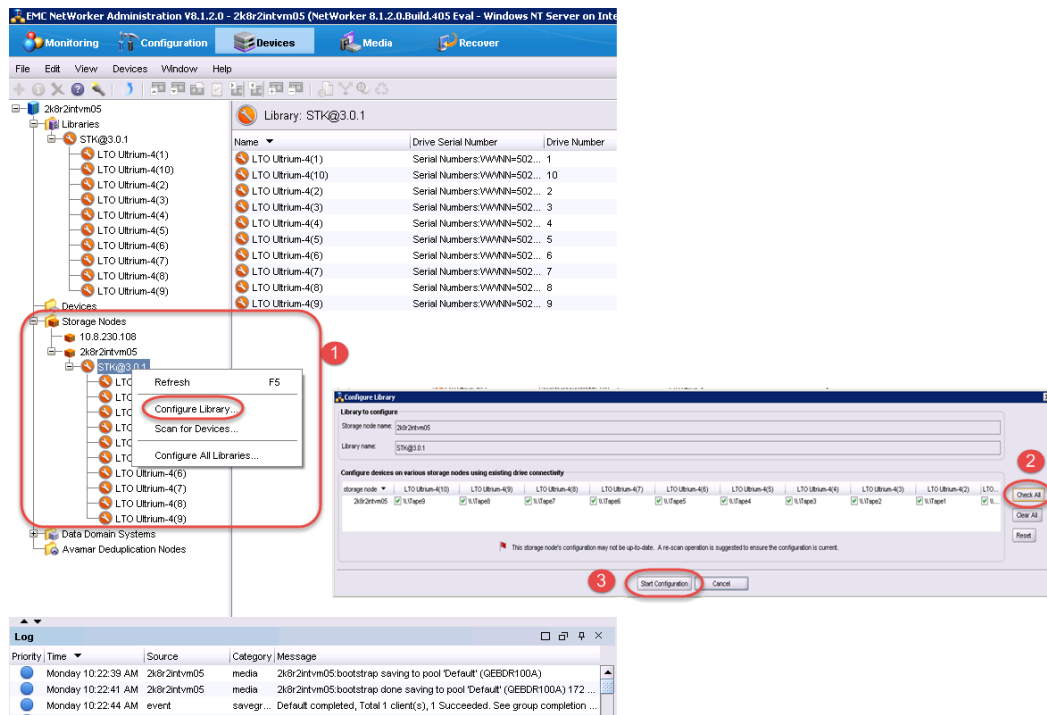 EMC NetWorker Administration V8.1.2.0 - 2k8r2intvm05 (NetWorker 8.1.2.0.Build.405 Eval - Windows NT Server on Inte
Monitoring Configuration Devices Media Recover
File Edit View Devices Window Help
2k8r2intvm05
Libraries
STK@3.0.1
LTO Ultrium-4(1)
LTO Ultrium-4(10)
LTO Ultrium-4(2)
LTO Ultrium-4(3)
LTO Ultrium-4(4)
LTO Ultrium-4(5)
LTO Ultrium-4(6)
LTO Ultrium-4(7)
LTO Ultrium-4(8)
LTO Ultrium-4(9)
Devices
Storage Nodes
10.8.230.108
2k8r2intvm05
STK@3.0.1
LTO
LTO
LTO
LTO
LTO
LTO
LTO Ultrium-4(6)
LTO Ultrium-4(7)
LTO Ultrium-4(8)
LTO Ultrium-4(9)
Data Domain Systems
Avamar Deduplication Nodes
Refresh F5
Configure Library...
Scan for Devices...
Configure All Libraries...
1
Library: STK@3.0.1
Name Drive Serial Number Drive Number
LTO Ultrium-4(1) Serial Numbers:WWNN=502... 1
LTO Ultrium-4(10) Serial Numbers:WWNN=502... 10
LTO Ultrium-4(2) Serial Numbers:WWNN=502... 2
LTO Ultrium-4(3) Serial Numbers:WWNN=502... 3
LTO Ultrium-4(4) Serial Numbers:WWNN=502... 4
LTO Ultrium-4(5) Serial Numbers:WWNN=502... 5
LTO Ultrium-4(6) Serial Numbers:WWNN=502... 6
LTO Ultrium-4(7) Serial Numbers:WWNN=502... 7
LTO Ultrium-4(8) Serial Numbers:WWNN=502... 8
LTO Ultrium-4(9) Serial Numbers:WWNN=502... 9
Configure Library
Library to configure
Storage node name: 2k8r2intvm05
Library name: STK@3.0.1
Configure devices on various storage nodes using existing drive connectivity
storage node LTO Ultrium-4(10) LTO Ultrium-4(9) LTO Ultrium-4(8) LTO Ultrium-4(7) LTO Ultrium-4(6) LTO Ultrium-4(5) LTO Ultrium-4(4) LTO Ultrium-4(3) LTO Ultrium-4(2) LTO...
2k8r2intvm05 \\.\Tape9 \\.\Tape8 \\.\Tape7 \\.\Tape6 \\.\Tape5 \\.\Tape4 \\.\Tape3 \\.\Tape2 \\.\Tape1 \\...
2
Check All
Clear All
Reset
This storage node's configuration may not be up-to-date. A re-scan operation is suggested to ensure the configuration is current.
3
Start Configuration Cancel
Log
Priority Time Source Category Message
Monday 10:22:39 AM 2k8r2intvm05 media 2k8r2intvm05:bootstrap saving to pool 'Default' (QEBDR100A)
Monday 10:22:41 AM 2k8r2intvm05 media 2k8r2intvm05:bootstrap done saving to pool 'Default' (QEBDR100A) 172 ...
Monday 10:22:44 AM event savegr... Default completed, Total 1 client(s), 1 Succeeded. See group completion ...